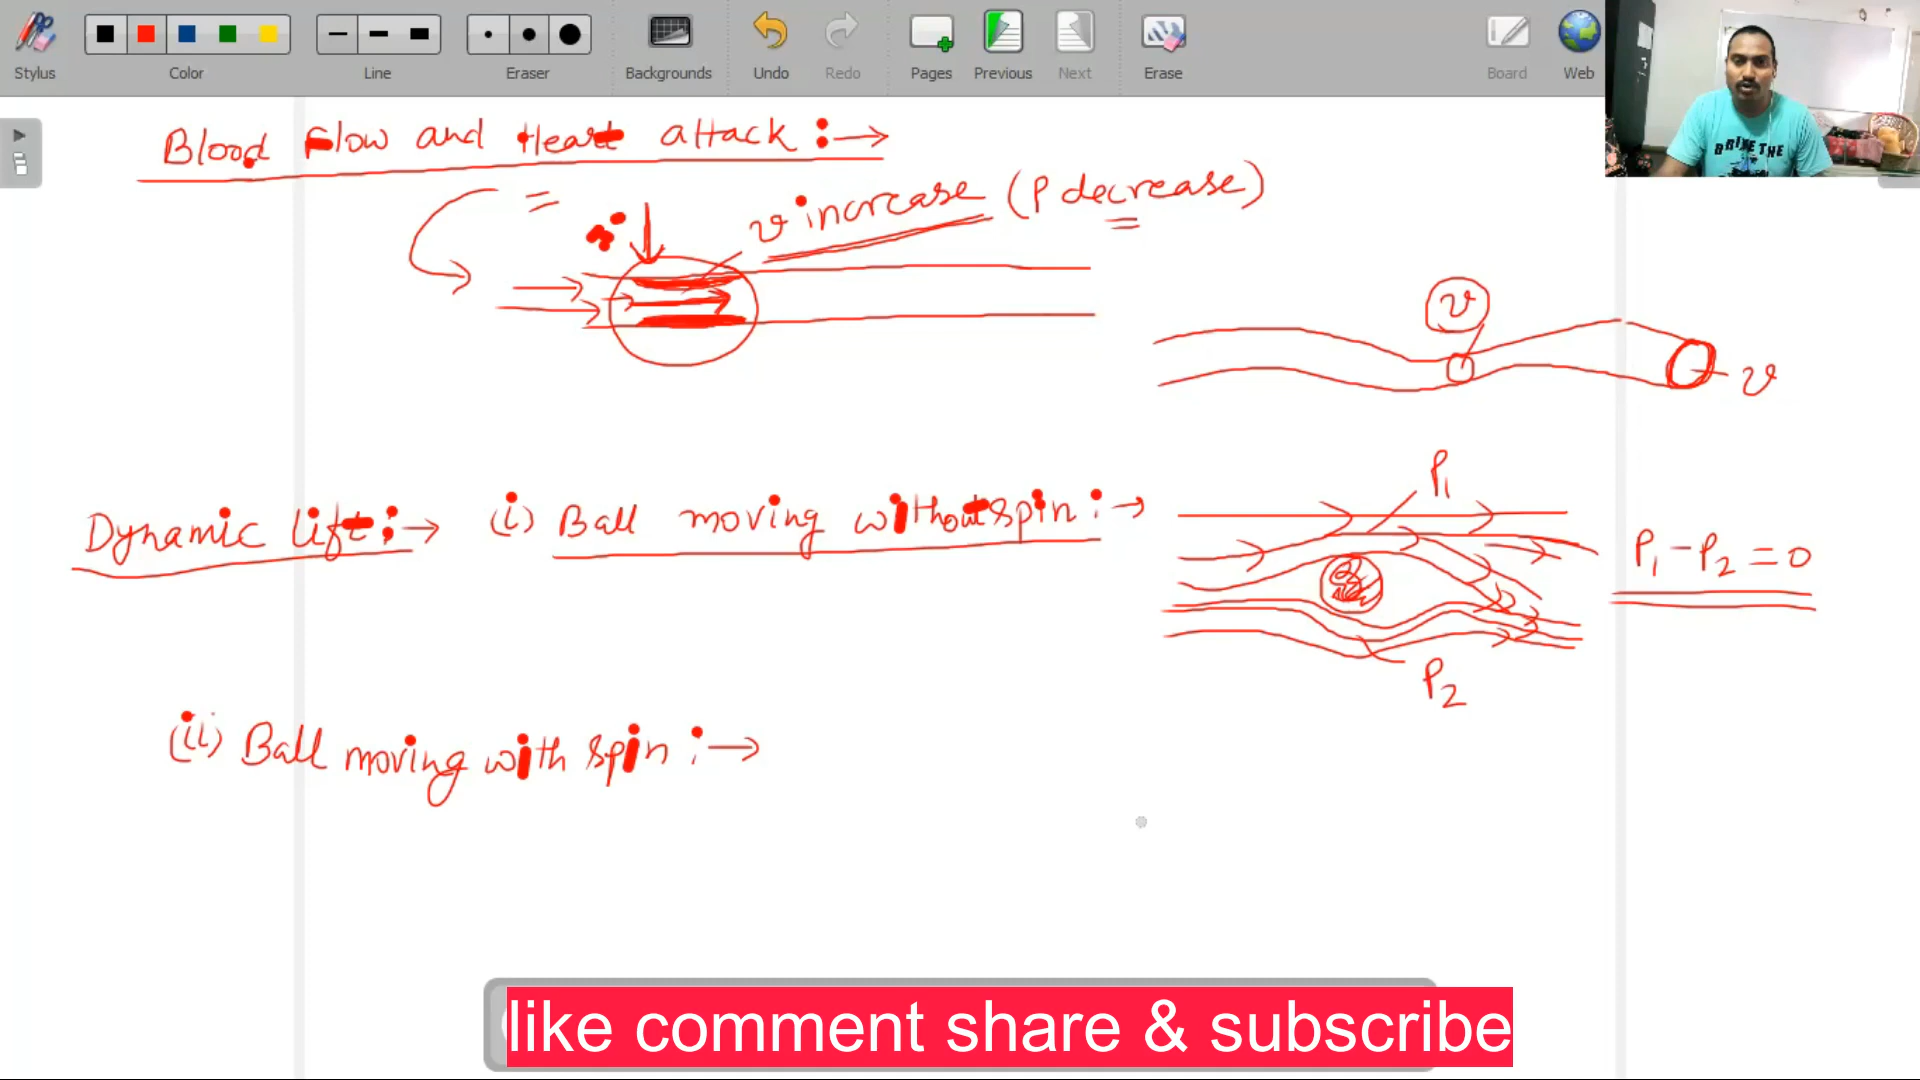 Stylus
Color
Line
Eraser
Backgrounds
Undo
Redo
Pages
Previous
Next
Erase
Board
Web
Blood Flow and Heart attack :→
v increase (P decrease)
v
v
Dynamic lift :→ (i) Ball moving without spin :→
P1
P1 - P2 = 0
P2
(ii) Ball moving with spin :→
like comment share & subscribe